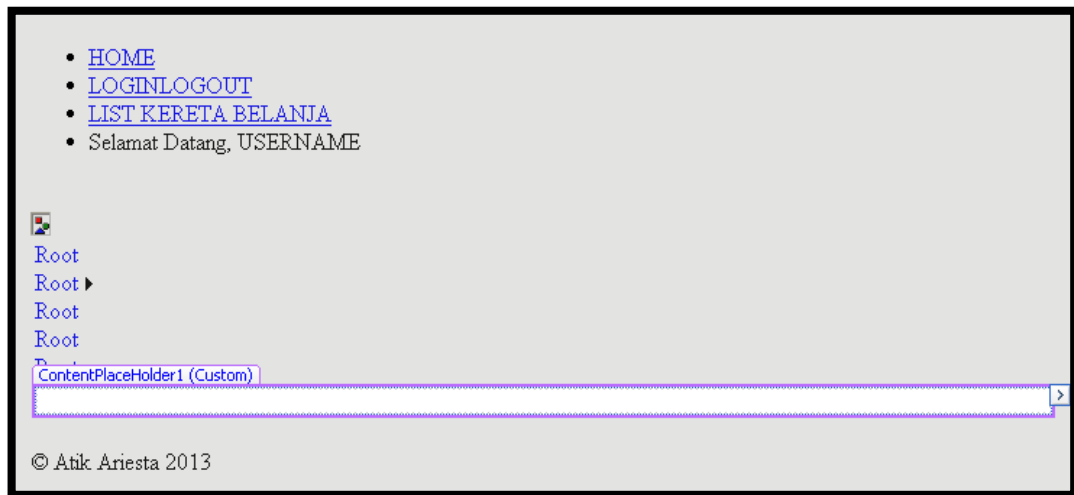 HOME
LOGINLOGOUT
LIST KERETA BELANJA
Selamat Datang, USERNAME
Root
Root
Root
Root
ContentPlaceHolder1 (Custom)
© Atik Ariesta 2013